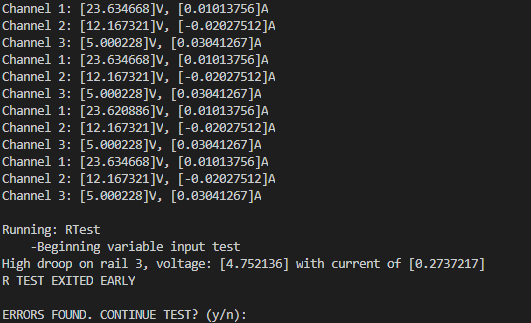 Channel 1: [23.634668]V, [0.01013756]A
Channel 2: [12.167321]V, [-0.02027512]A
Channel 3: [5.000228]V, [0.03041267]A
Channel 1: [23.634668]V, [0.01013756]A
Channel 2: [12.167321]V, [-0.02027512]A
Channel 3: [5.000228]V, [0.03041267]A
Channel 1: [23.620886]V, [0.01013756]A
Channel 2: [12.167321]V, [-0.02027512]A
Channel 3: [5.000228]V, [0.03041267]A
Channel 1: [23.634668]V, [0.01013756]A
Channel 2: [12.167321]V, [-0.02027512]A
Channel 3: [5.000228]V, [0.03041267]A
Running: RTest
-Beginning variable input test
High droop on rail 3, voltage: [4.752136] with current of [0.2737217]
R TEST EXITED EARLY
ERRORS FOUND. CONTINUE TEST? (y/n):